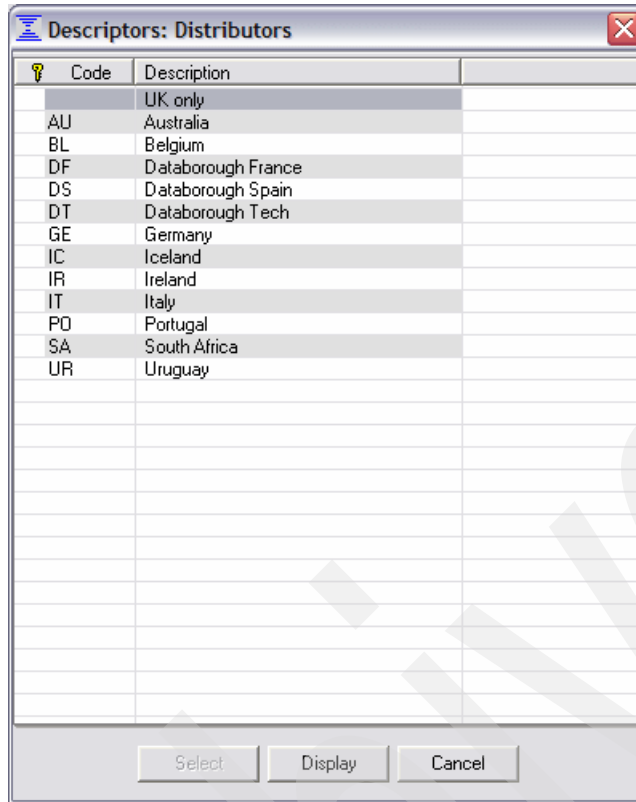 Descriptors: Distributors
Code Description
UK only
AU Australia
BL Belgium
DF Databorough France
DS Databorough Spain
DT Databorough Tech
GE Germany
IC Iceland
IR Ireland
IT Italy
PO Portugal
SA South Africa
UR Uruguay
Select Display Cancel